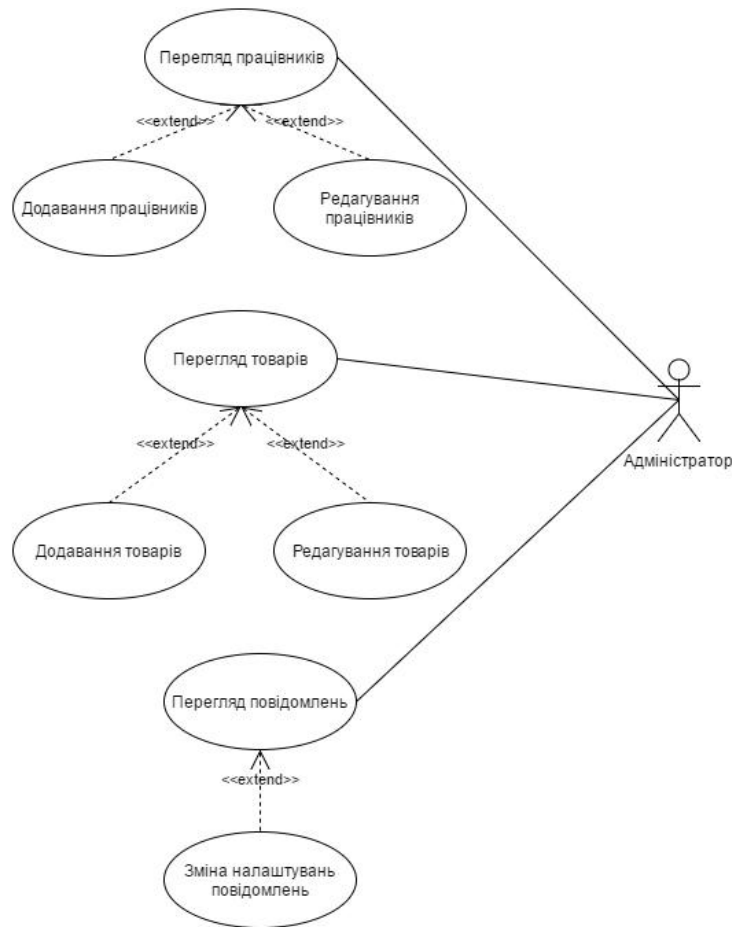 Перегляд працівників
<<extend>>
<<extend>>
Додавання працівників
Редагування
працівників
Перегляд товарів
Адміністратор
<<extend>>
<<extend>>
Додавання товарів
Редагування товарів
Перегляд повідомлень
<<extend>>
Зміна налаштувань
повідомлень